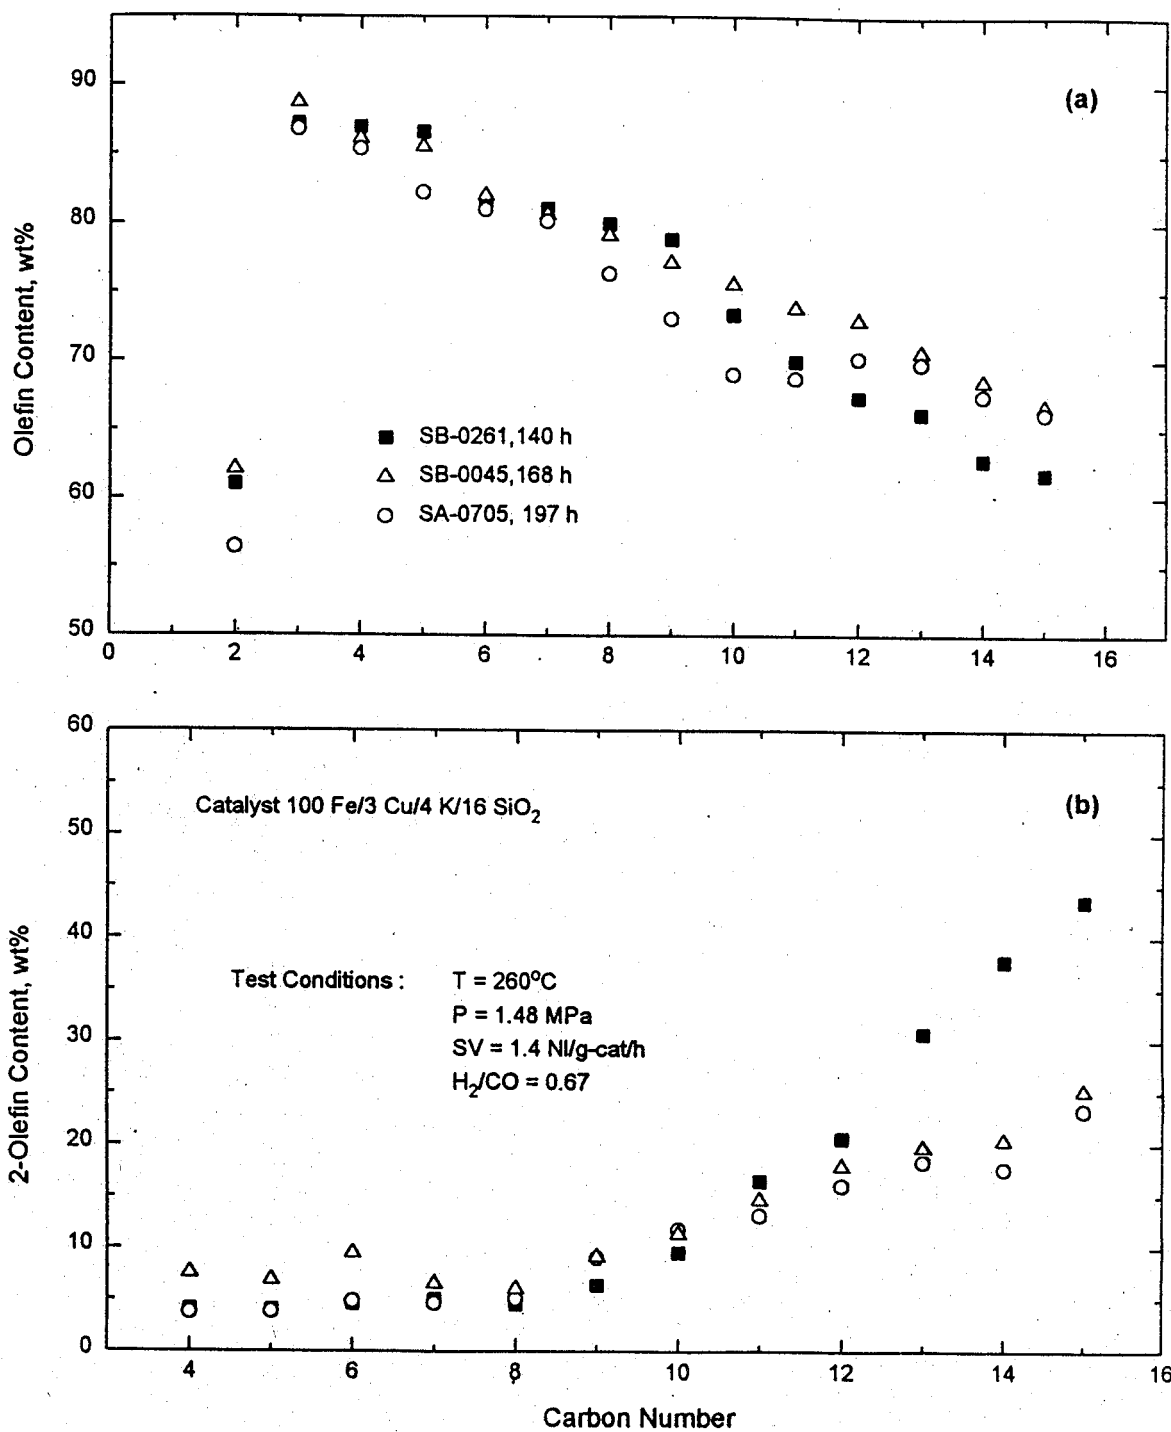 (a)
90
80
70
60
50
Olefin Content, wt%
SB-0261,140 h
SB-0045,168 h
SA-0705, 197 h
0 2 4 6 8 10 12 14 16
60
50
40
30
20
10
0
2-Olefin Content, wt%
Catalyst 100 Fe/3 Cu/4 K/16 SiO2
(b)
Test Conditions : T = 260°C
P = 1.48 MPa
SV = 1.4 Nl/g-cat/h
H2/CO = 0.67
4 6 8 10 12 14 16
Carbon Number